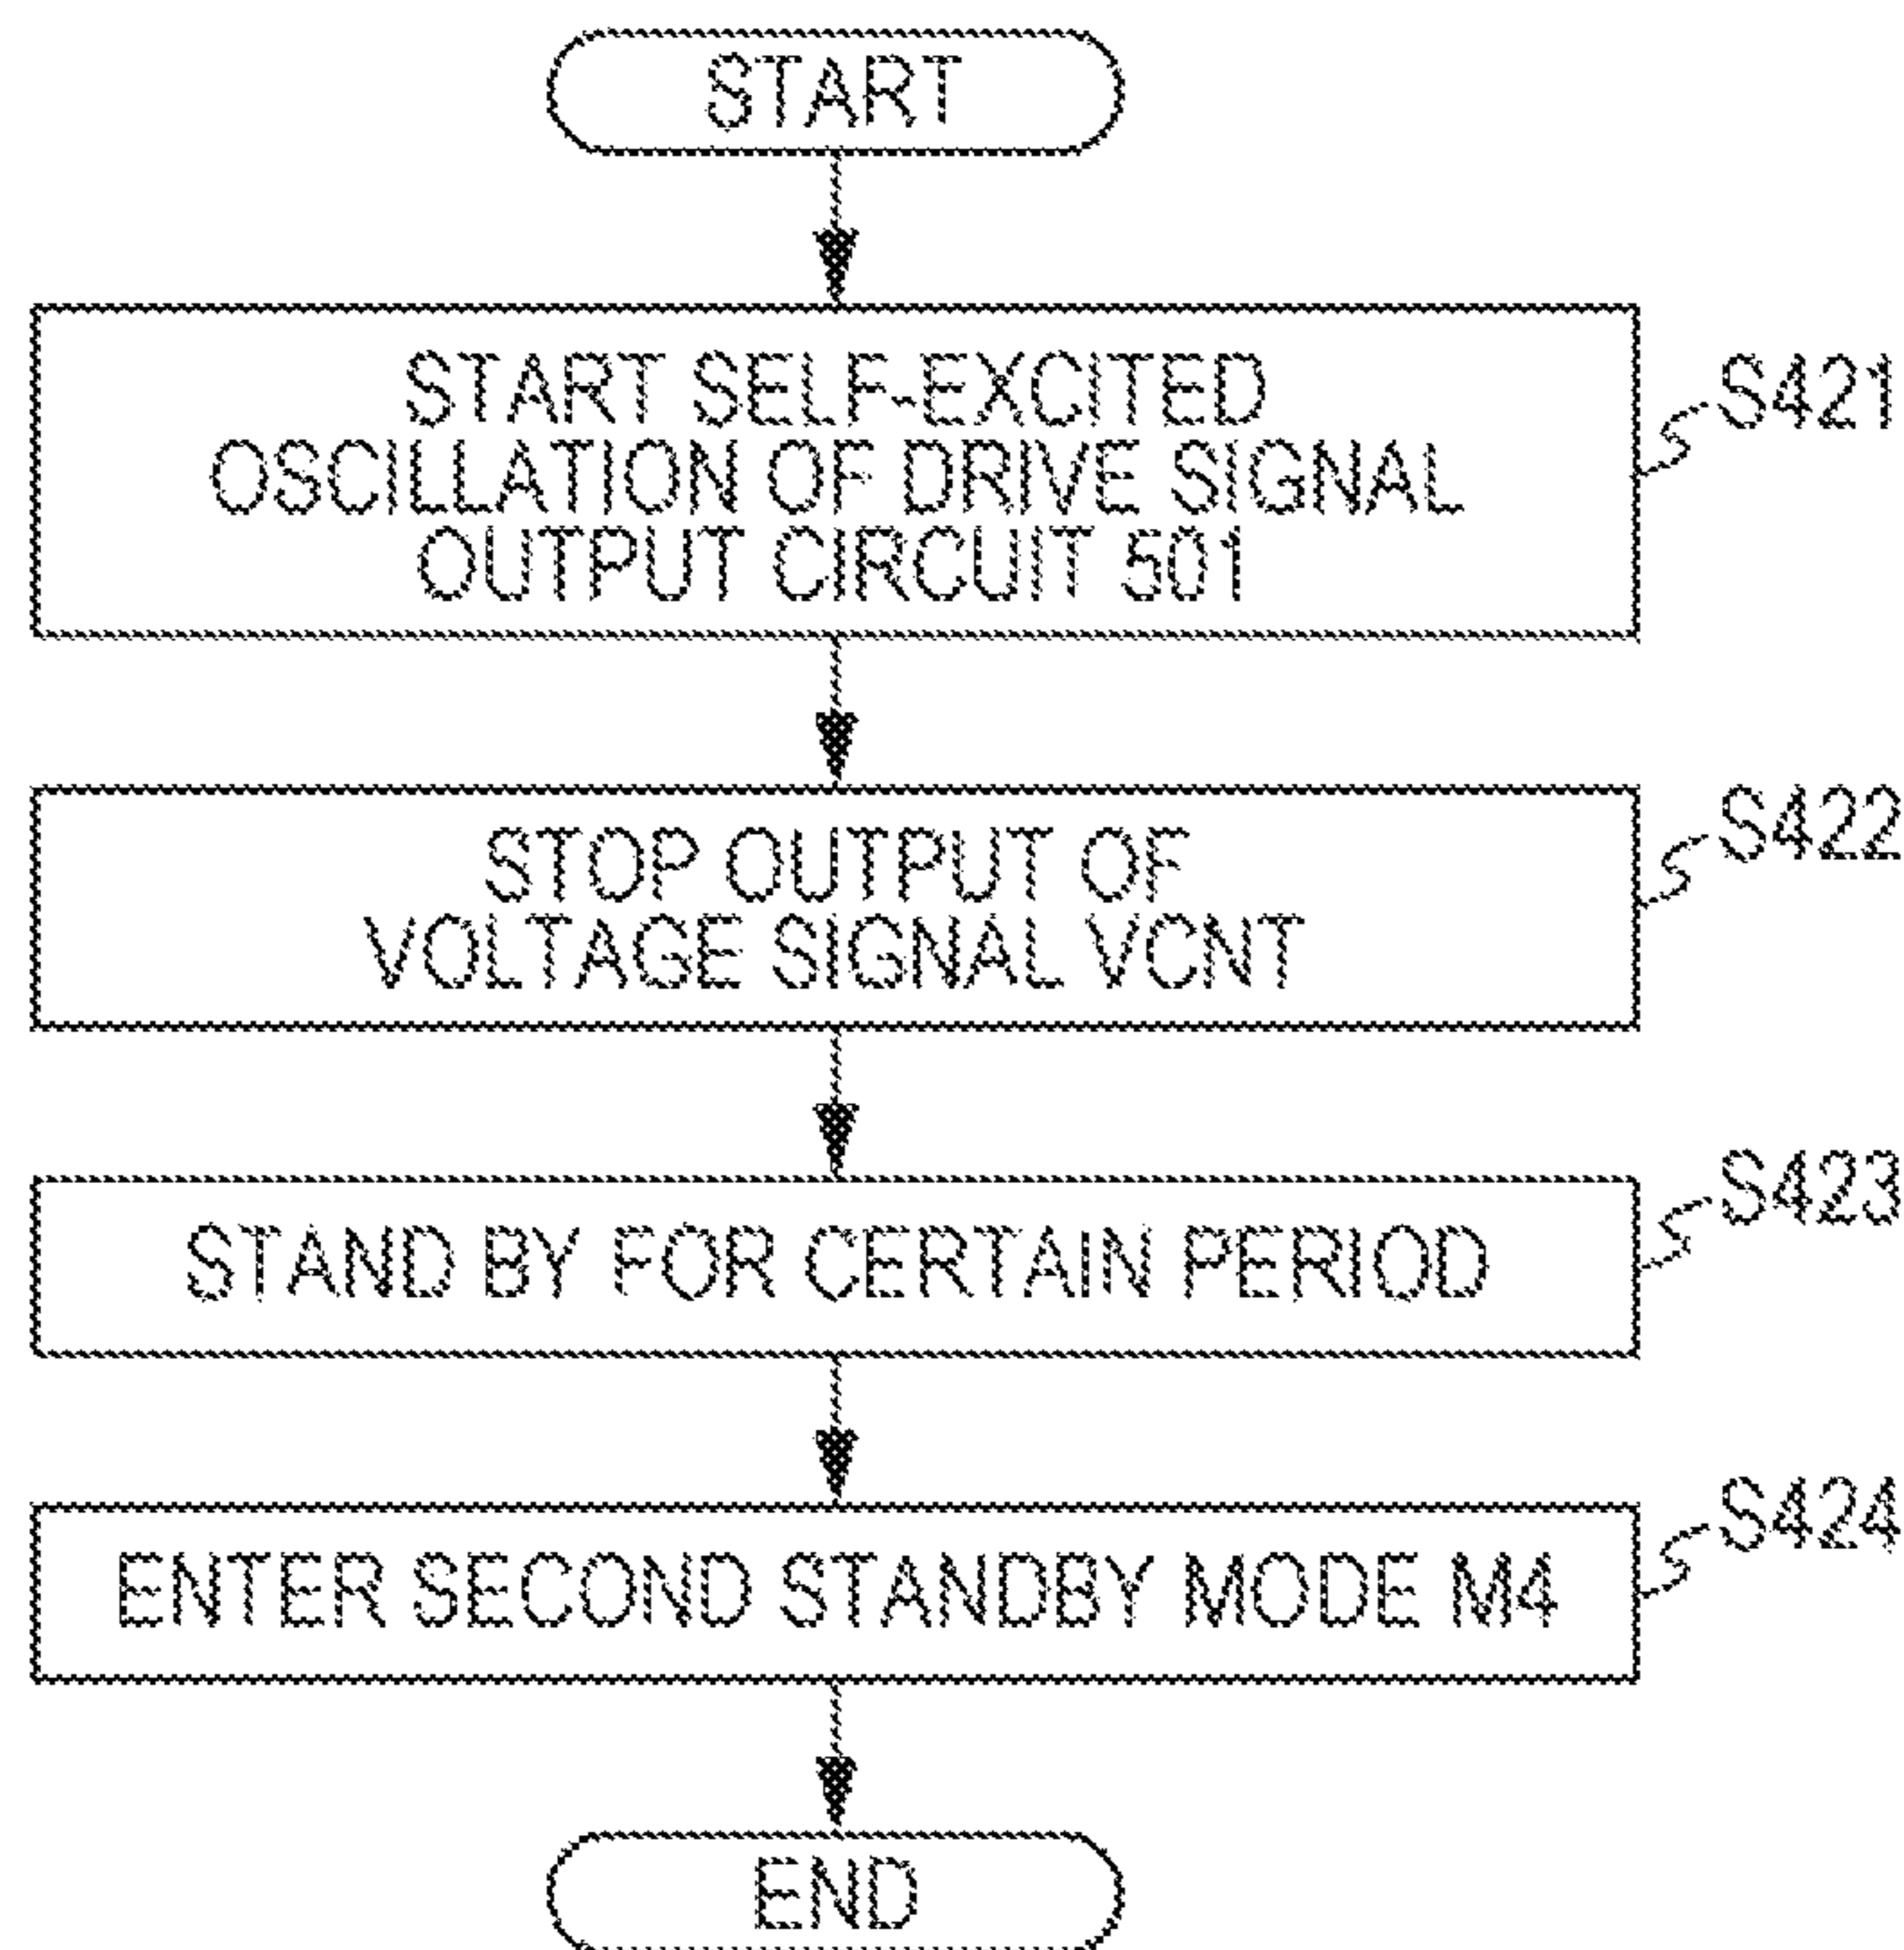 START
START SELF-EXCITED
OSCILLATION OF DRIVE SIGNAL
OUTPUT CIRCUIT 501
S421
STOP OUTPUT OF
VOLTAGE SIGNAL VCNT
S422
STAND BY FOR CERTAIN PERIOD
S423
ENTER SECOND STANDBY MODE M4
S424
END